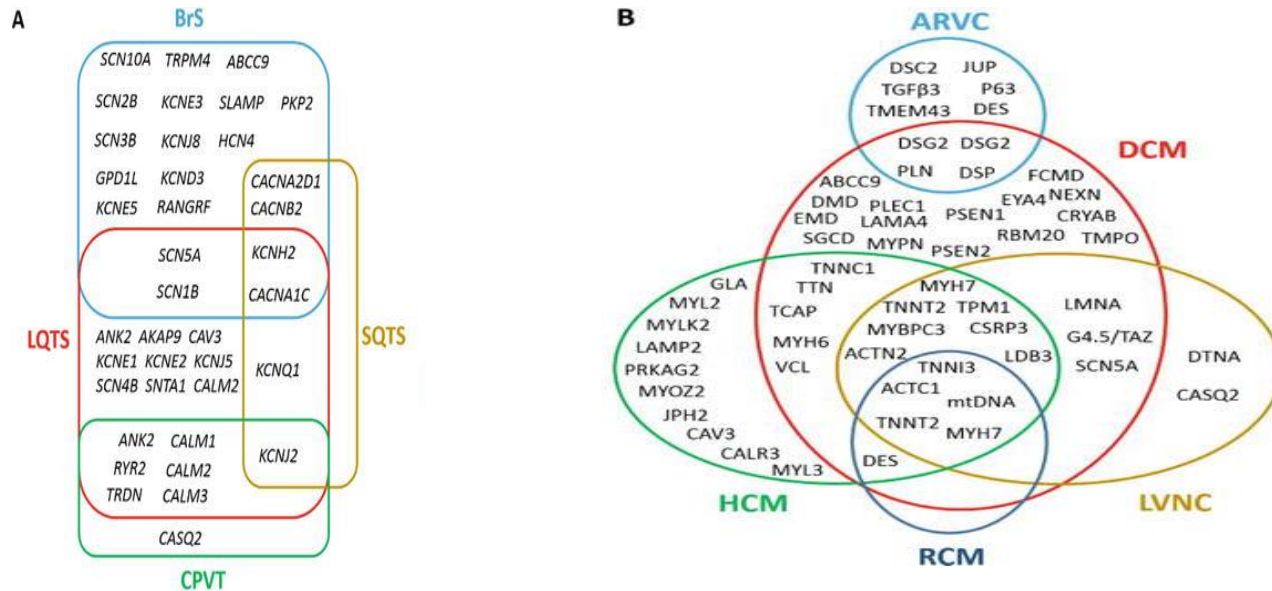 A
BrS
SCN10A TRPM4 ABCC9
SCN2B KCNE3 SLAMP PKP2
SCN3B KCNJ8 HCN4
GPD1L KCND3 CACNA2D1
KCNE5 RANGRF CACNB2
SCN5A KCNH2
SCN1B CACNA1C
LQTS
SQTS
ANK2 AKAP9 CAV3
KCNE1 KCNE2 KCNJ5 KCNQ1
SCN4B SNTA1 CALM2
ANK2 CALM1 KCNJ2
RYR2 CALM2
TRDN CALM3
CASQ2
CPVT
B
ARVC
DSC2 JUP
TGFβ3 P63
TMEM43 DES
DCM
DSG2 DSG2
PLN DSP
ABCC9 FCMD
DMD PLEC1 EYA4 NEXN
EMD LAMA4 PSEN1 CRYAB
SGCD MYPN PSEN2 RBM20 TMPO
TNNC1
GLA TTN MYH7
MYL2 TCAP TNNT2 TPM1 LMNA
MYLK2 MYBPC3 CSRP3 G4.5/TAZ
LAMP2 MYH6 ACTN2 LDB3 DTNA
PRKAG2 VCL TNNI3 SCN5A
MYOZ2 ACTC1 mtDNA CASQ2
JPH2 TNNT2 MYH7
CAV3
CALR3 DES
MYL3
HCM
LVNC
RCM